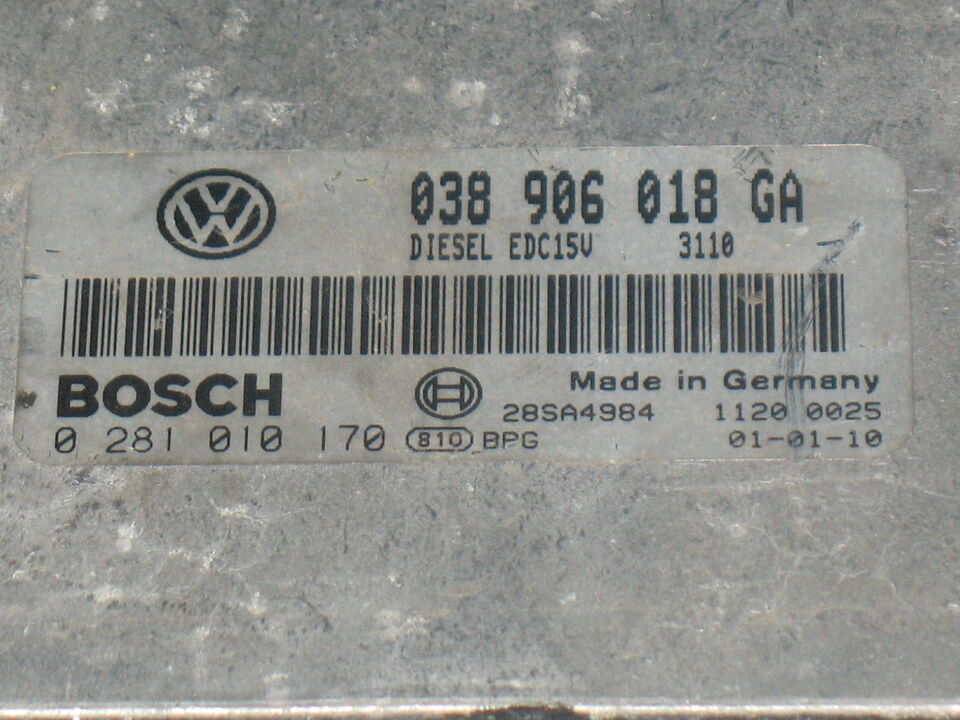 038 906 018 GA
DIESEL EDC15V 3110
BOSCH Made in Germany
28SA4984 1120 0025
0 281 010 170 810 BPG 01-01-10